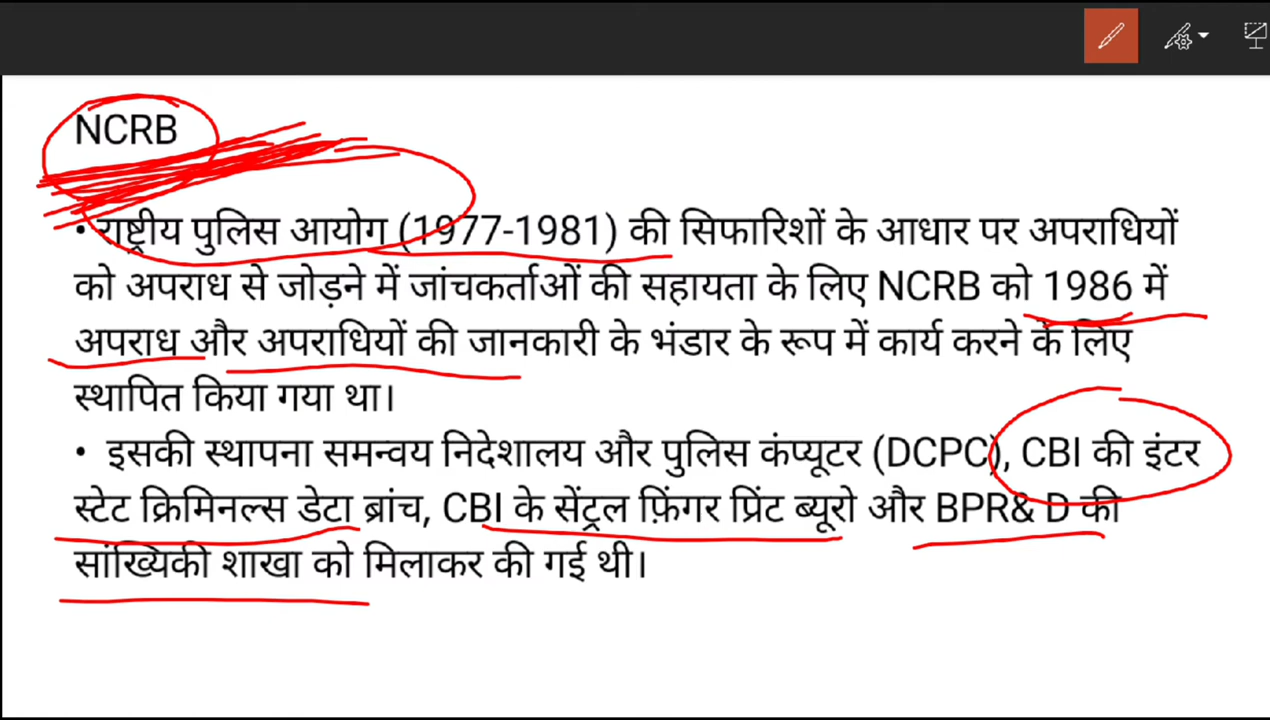 NCRB
• राष्ट्रीय पुलिस आयोग (1977-1981) की सिफारिशों के आधार पर अपराधियों
को अपराध से जोड़ने में जांचकर्ताओं की सहायता के लिए NCRB को 1986 में
अपराध और अपराधियों की जानकारी के भंडार के रूप में कार्य करने के लिए
स्थापित किया गया था।
• इसकी स्थापना समन्वय निदेशालय और पुलिस कंप्यूटर (DCPC), CBI की इंटर
स्टेट क्रिमिनल्स डेटा ब्रांच, CBI के सेंट्रल फ़िंगर प्रिंट ब्यूरो और BPR& D की
सांख्यिकी शाखा को मिलाकर की गई थी।